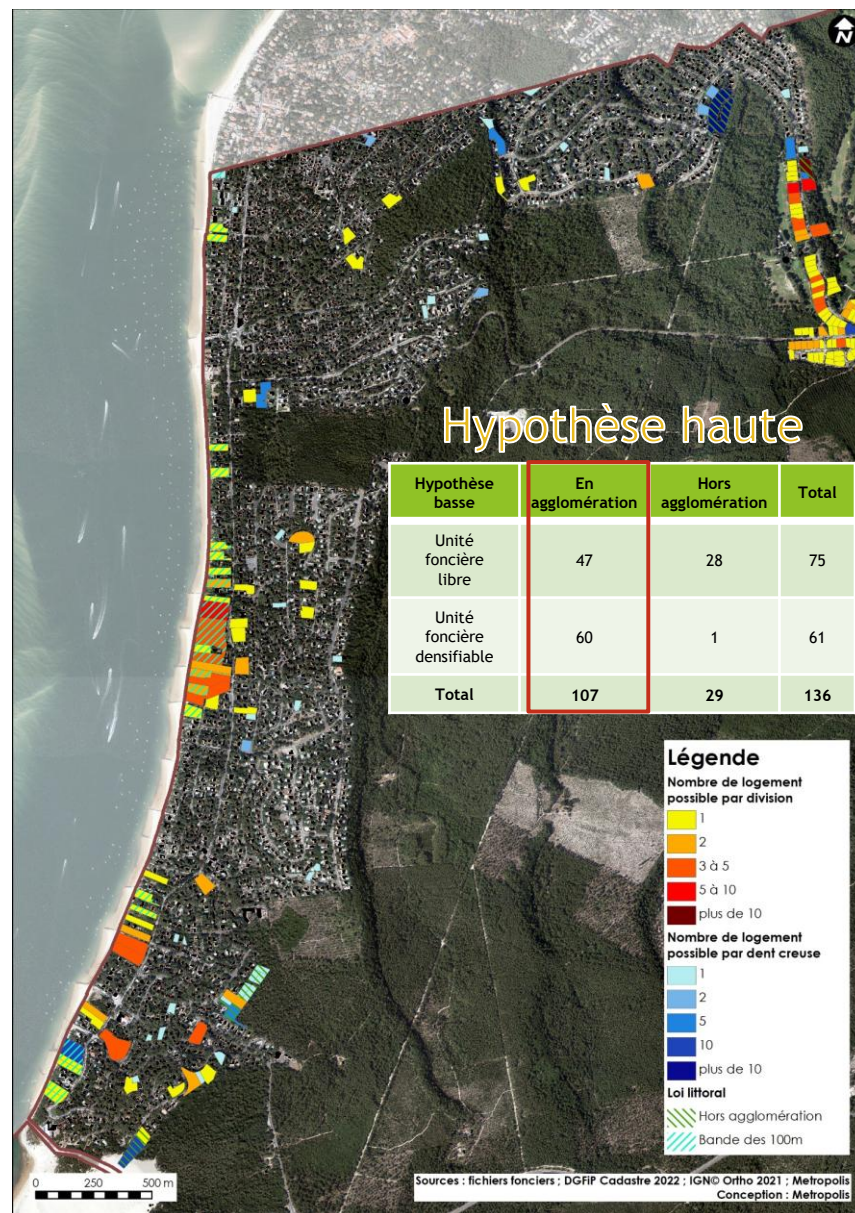 N
Hypothèse haute
Hypothèse basse
En agglomération
Hors agglomération
Total
Unité foncière libre
47
28
75
Unité foncière densifiable
60
1
61
Total
107
29
136
Légende
Nombre de logement
possible par division
1
2
3 à 5
5 à 10
plus de 10
Nombre de logement
possible par dent creuse
1
2
5
10
plus de 10
Loi littoral
Hors agglomération
Bande des 100m
0 250 500 m
Sources : fichiers fonciers ; DGFiP Cadastre 2022 ; IGN© Ortho 2021 ; Metropolis
Conception : Metropolis